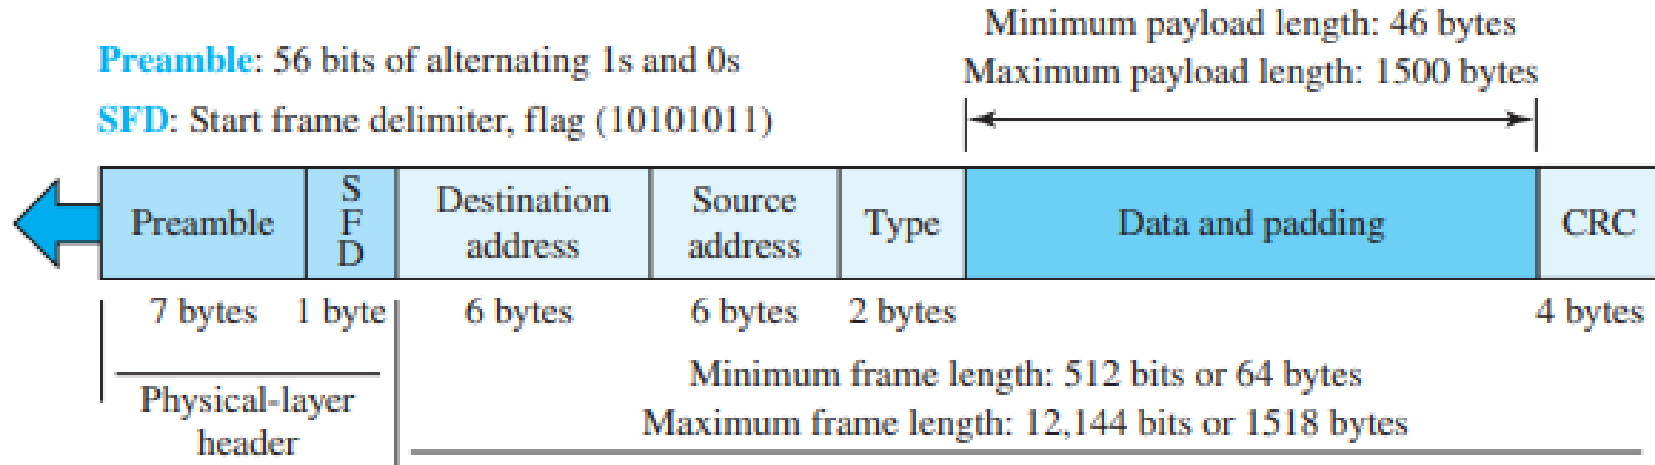 Minimum payload length: 46 bytes
Preamble: 56 bits of alternating 1s and 0s
Maximum payload length: 1500 bytes
SFD: Start frame delimiter, flag (10101011)
Preamble
S
F
D
Destination
address
Source
address
Type
Data and padding
CRC
7 bytes
1 byte
6 bytes
6 bytes
2 bytes
4 bytes
Physical-layer
header
Minimum frame length: 512 bits or 64 bytes
Maximum frame length: 12,144 bits or 1518 bytes